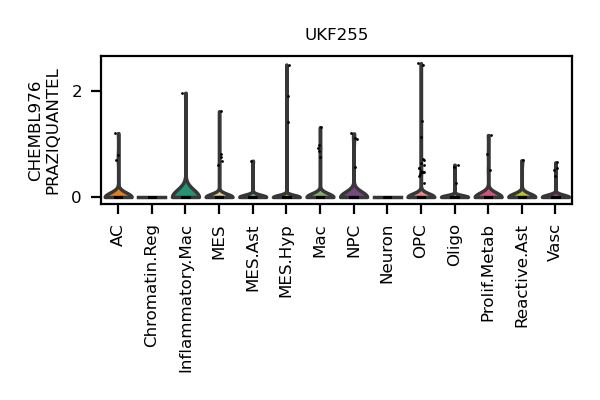 UKF255
CHEMBL976
PRAZIQUANTEL
2
0
AC
Chromatin.Reg
Inflammatory.Mac
MES
MES.Ast
MES.Hyp
Mac
NPC
Neuron
OPC
Oligo
Prolif.Metab
Reactive.Ast
Vasc